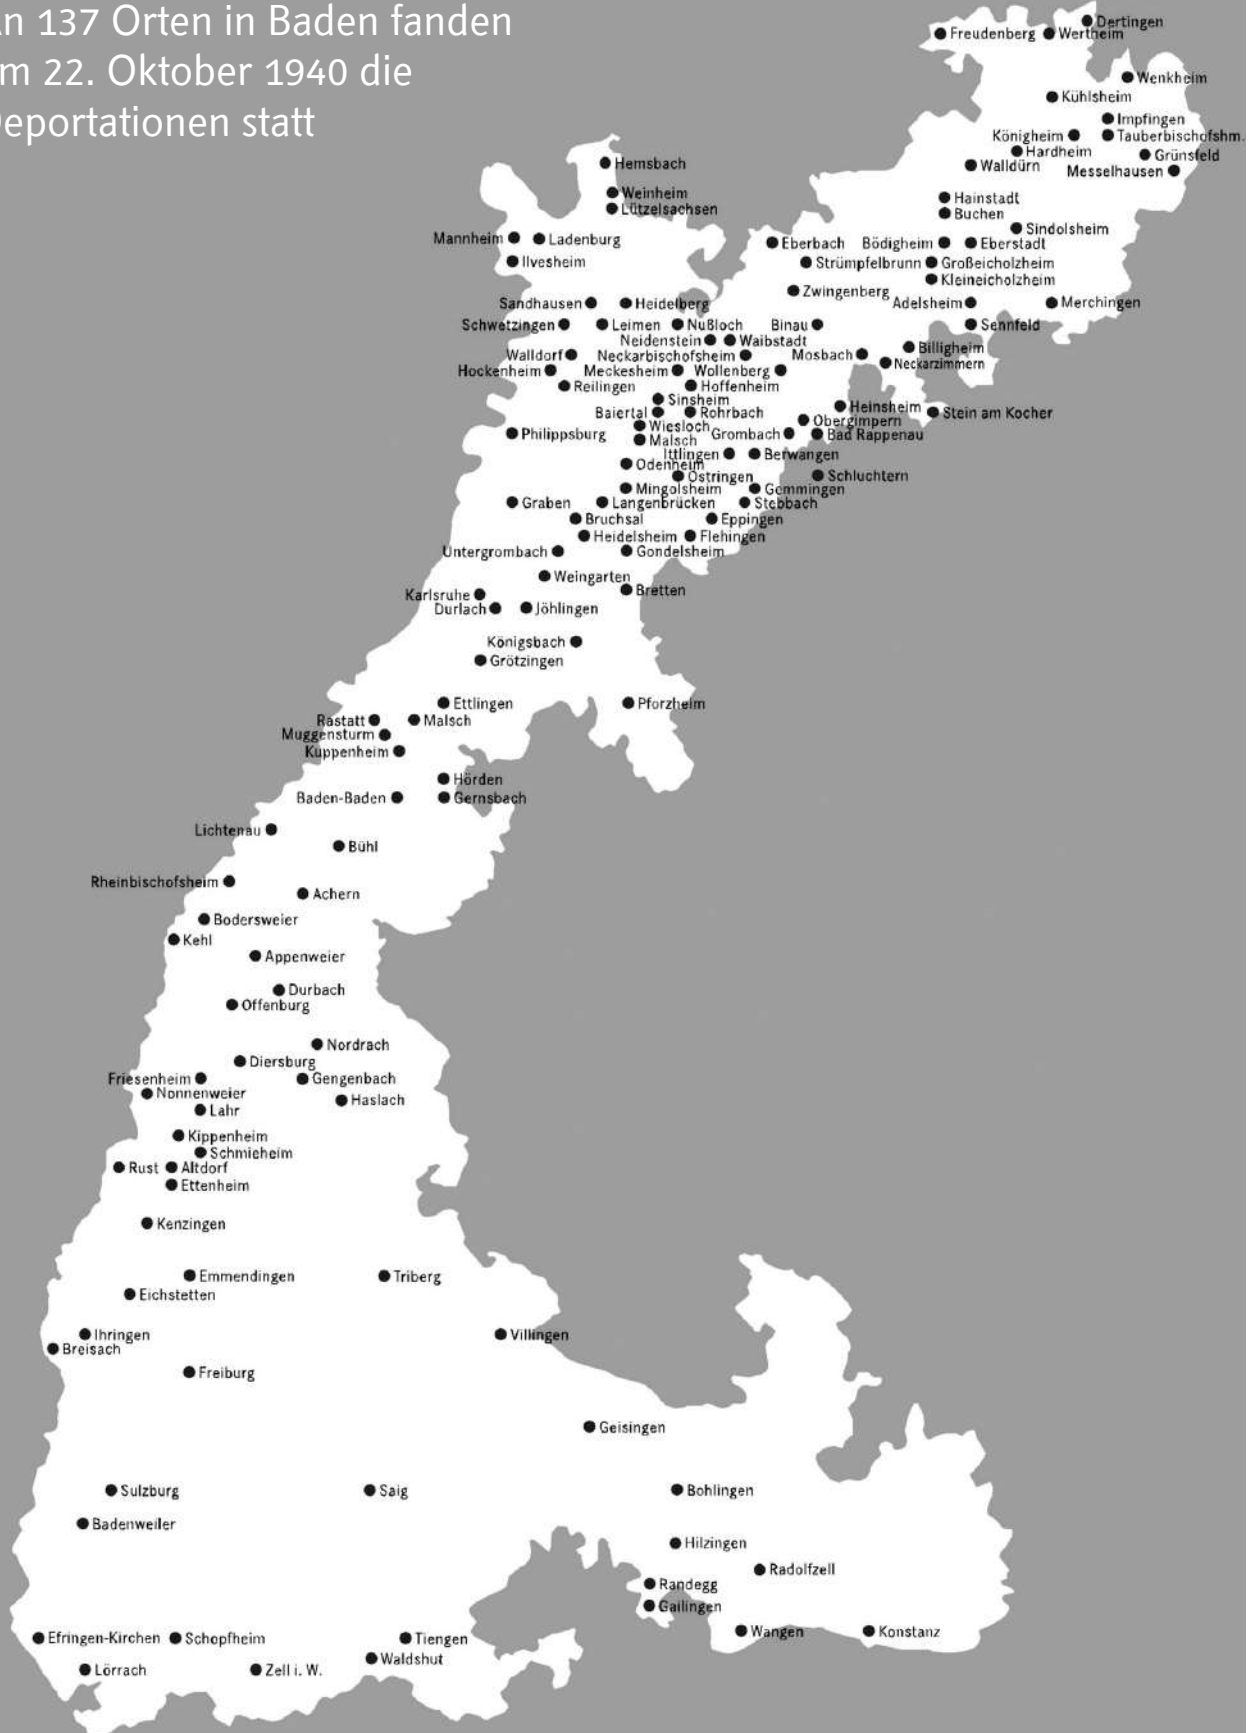 n 137 Orten in Baden fanden
m 22. Oktober 1940 die
eportationen statt
Dertingen
Freudenberg
Wertheim
Wenkheim
Kühlsheim
Impfingen
Königheim
Tauberbischofshm.
Hardheim
Grünsfeld
Walldürn
Messelhausen
Hemsbach
Weinheim
Lützelsachsen
Hainstadt
Buchen
Sindolsheim
Mannheim
Ladenburg
Eberbach
Bödigheim
Eberstadt
Ilvesheim
Strümpfelbrunn
Großeicholzheim
Kleineicholzheim
Zwingenberg
Sandhausen
Heidelberg
Adelsheim
Merchingen
Schwetzingen
Leimen
Nußloch
Binau
Sennfeld
Neidenstein
Waibstadt
Billigheim
Walldorf
Neckarbischofsheim
Mosbach
Neckarzimmern
Hockenheim
Meckesheim
Wollenberg
Reilingen
Hoffenheim
Sinsheim
Baiertal
Rohrbach
Heinsheim
Stein am Kocher
Obergimpern
Wiesloch
Philippsburg
Malsch
Grombach
Bad Rappenau
Ittlingen
Berwangen
Odenheim
Östringen
Schluchtern
Mingolsheim
Gemmingen
Graben
Langenbrücken
Stebbach
Bruchsal
Eppingen
Heidelsheim
Flehingen
Untergrombach
Gondelsheim
Weingarten
Bretten
Karlsruhe
Durlach
Jöhlingen
Königsbach
Grötzingen
Ettlingen
Pforzheim
Rastatt
Malsch
Muggensturm
Kuppenheim
Hörden
Baden-Baden
Gernsbach
Lichtenau
Bühl
Rheinbischofsheim
Achern
Bodersweier
Kehl
Appenweier
Durbach
Offenburg
Nordrach
Diersburg
Friesenheim
Gengenbach
Nonnenweier
Haslach
Lahr
Kippenheim
Schmieheim
Rust
Altdorf
Ettenheim
Kenzingen
Emmendingen
Triberg
Eichstetten
Ihringen
Villingen
Breisach
Freiburg
Geisingen
Sulzburg
Saig
Bohlingen
Badenweiler
Hilzingen
Radolfzell
Randegg
Gailingen
Wangen
Konstanz
Efringen-Kirchen
Schopfheim
Tiengen
Waldshut
Lörrach
Zell i. W.